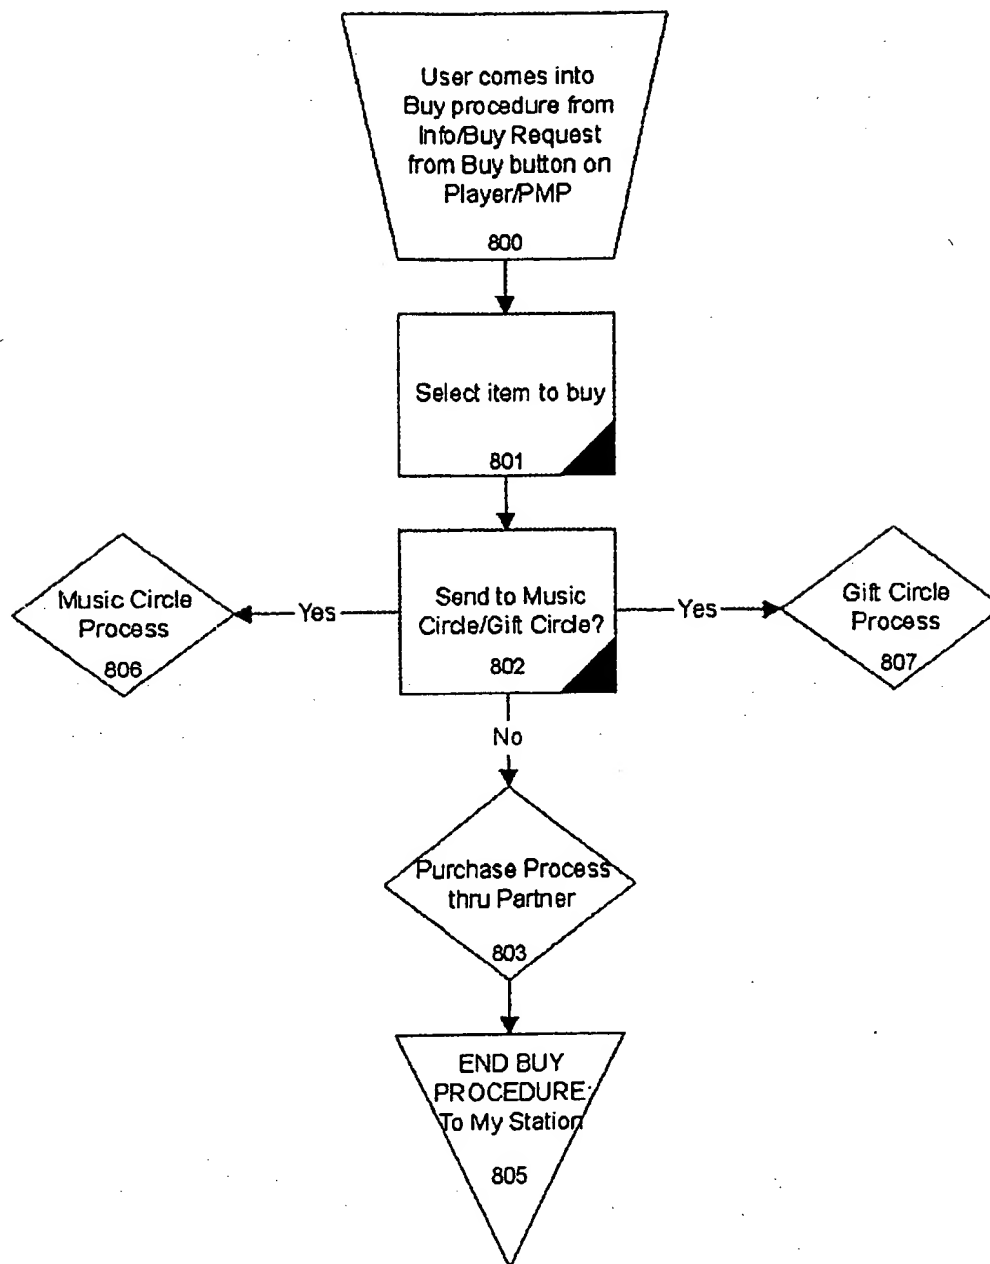 User comes into
Buy procedure from
Info/Buy Request
from Buy button on
Player/PMP
800
Select item to buy
801
Send to Music
Circle/Gift Circle?
802
Yes
Music Circle
Process
806
Yes
Gift Circle
Process
807
No
Purchase Process
thru Partner
803
END BUY
PROCEDURE:
To My Station
805